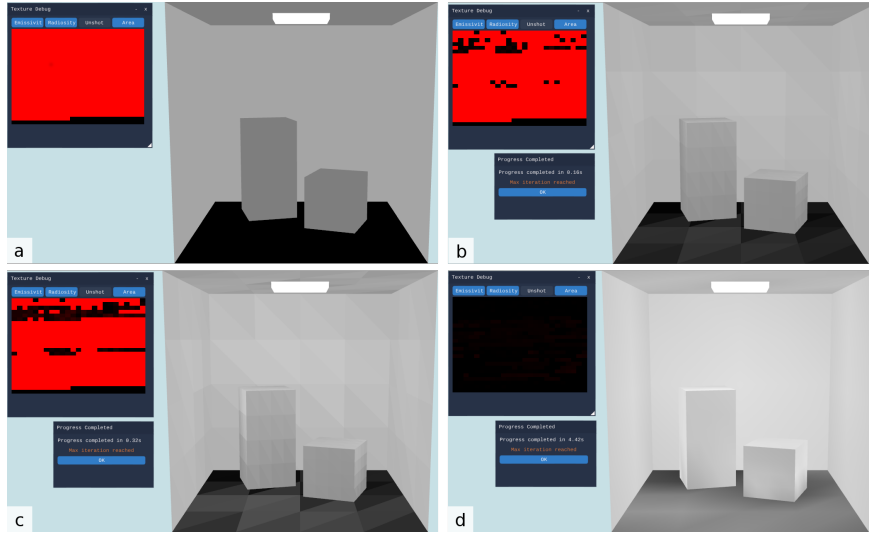 Texture Debug - x
Emissivit Radiosity Unshot Area
a
Texture Debug - x
Emissivit Radiosity Unshot Area
Progress Completed
Progress completed in 0.16s
Max iteration reached
OK
b
Texture Debug - x
Emissivit Radiosity Unshot Area
Progress Completed
Progress completed in 0.32s
Max iteration reached
OK
c
Texture Debug - x
Emissivit Radiosity Unshot Area
Progress Completed
Progress completed in 4.42s
Max iteration reached
OK
d